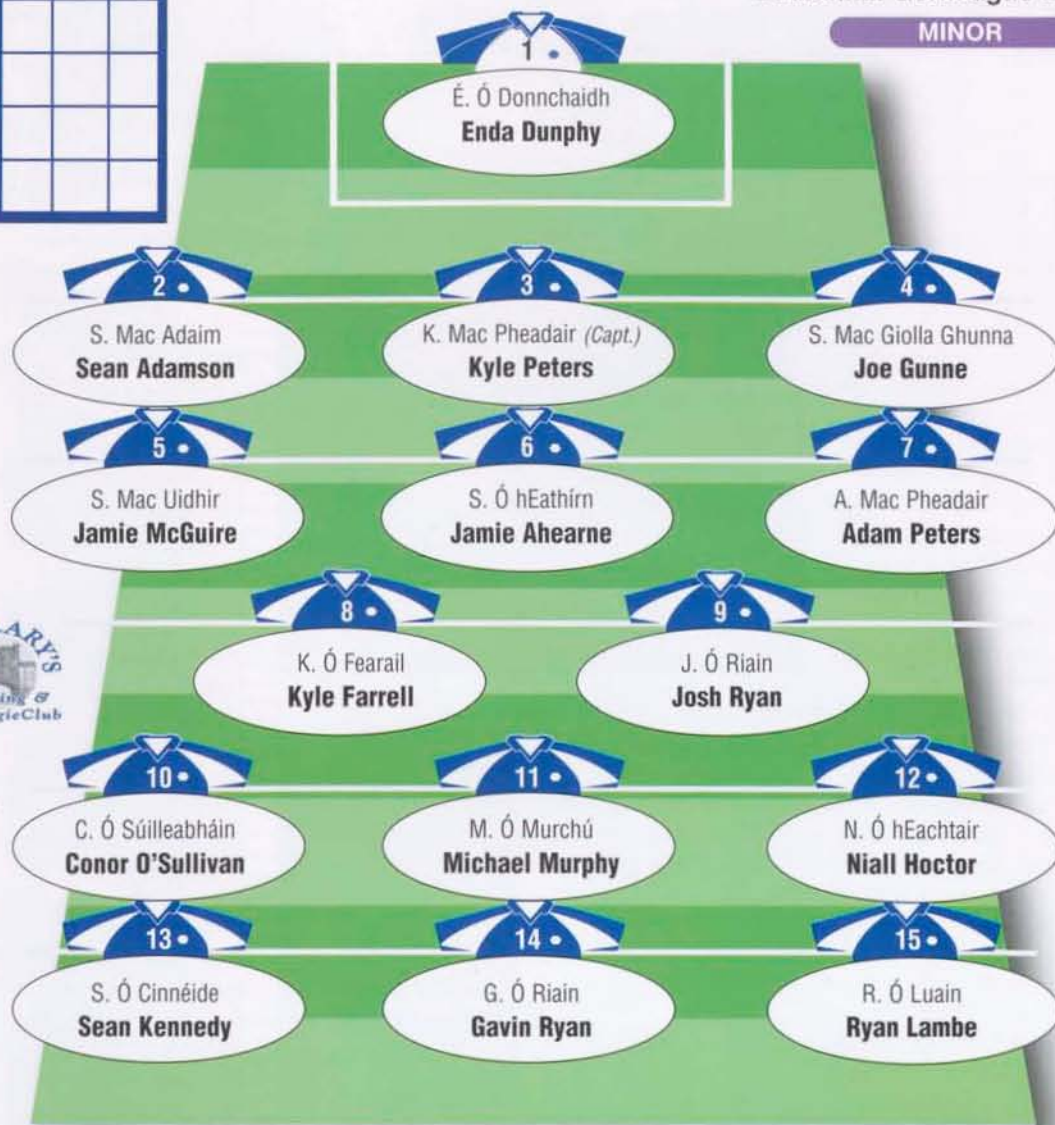 MINOR
1
É. Ó Donnchaidh
Enda Dunphy
2
S. Mac Adaim
Sean Adamson
3
K. Mac Pheadair (Capt.)
Kyle Peters
4
S. Mac Giolla Ghunna
Joe Gunne
5
S. Mac Uidhir
Jamie McGuire
6
S. Ó hEathírn
Jamie Ahearne
7
A. Mac Pheadair
Adam Peters
8
K. Ó Fearail
Kyle Farrell
9
J. Ó Riain
Josh Ryan
10
C. Ó Súilleabháin
Conor O'Sullivan
11
M. Ó Murchú
Michael Murphy
12
N. Ó hEachtair
Niall Hoctor
13
S. Ó Cinnéide
Sean Kennedy
14
G. Ó Riain
Gavin Ryan
15
R. Ó Luain
Ryan Lambe